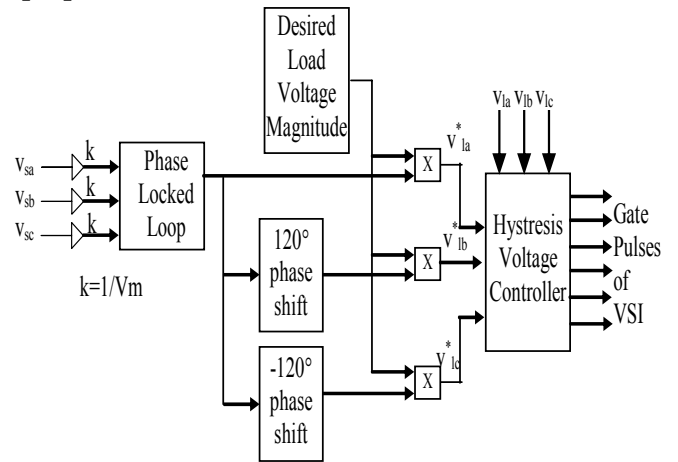 Desired
Load
Voltage
Magnitude
v*la
vla vlb vlc
vsa
k
Phase
Locked
Loop
vsb
k
vsc
k
k=1/Vm
X
120°
phase
shift
v*lb
X
Hystresis
Voltage
Controller
Gate
Pulses
of
VSI
-120°
phase
shift
v*lc
X